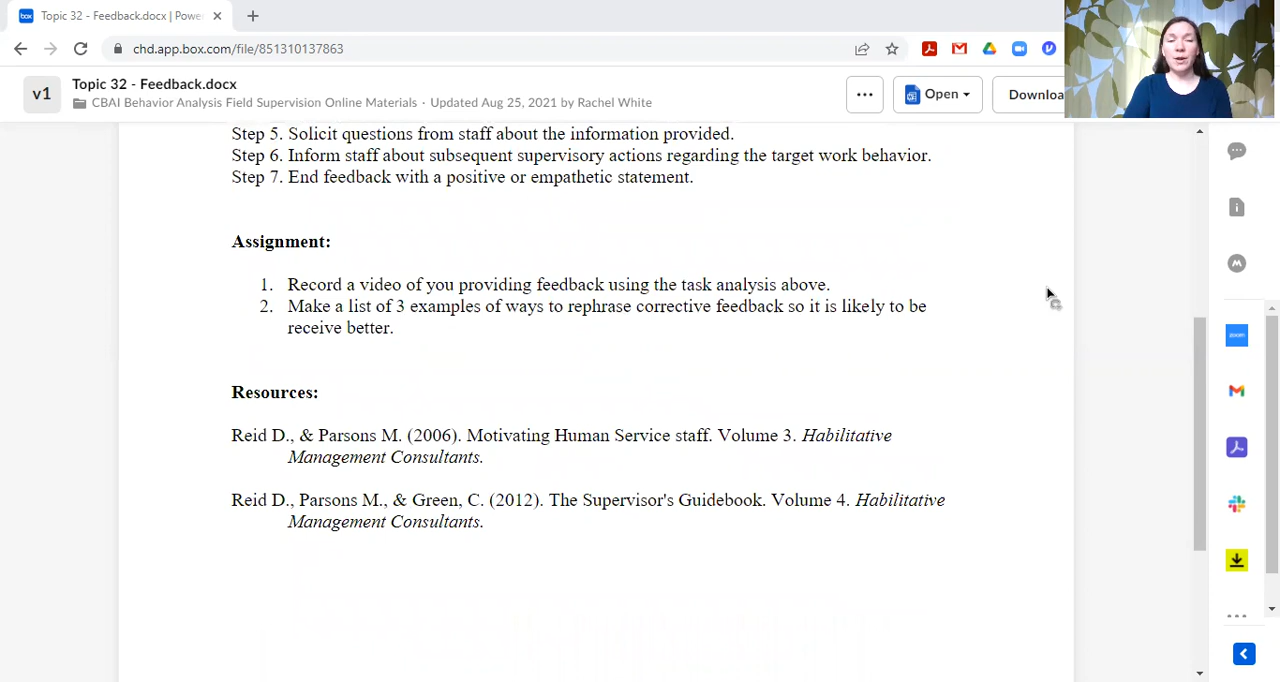 box Topic 32 - Feedback.docx | Powe
chd.app.box.com/file/851310137863
v1
Topic 32 - Feedback.docx
CBAI Behavior Analysis Field Supervision Online Materials · Updated Aug 25, 2021 by Rachel White
Open
Downloa
Step 5. Solicit questions from staff about the information provided.
Step 6. Inform staff about subsequent supervisory actions regarding the target work behavior.
Step 7. End feedback with a positive or empathetic statement.
Assignment:
1. Record a video of you providing feedback using the task analysis above.
2. Make a list of 3 examples of ways to rephrase corrective feedback so it is likely to be
receive better.
Resources:
Reid D., & Parsons M. (2006). Motivating Human Service staff. Volume 3. Habilitative
Management Consultants.
Reid D., Parsons M., & Green, C. (2012). The Supervisor's Guidebook. Volume 4. Habilitative
Management Consultants.
zoom